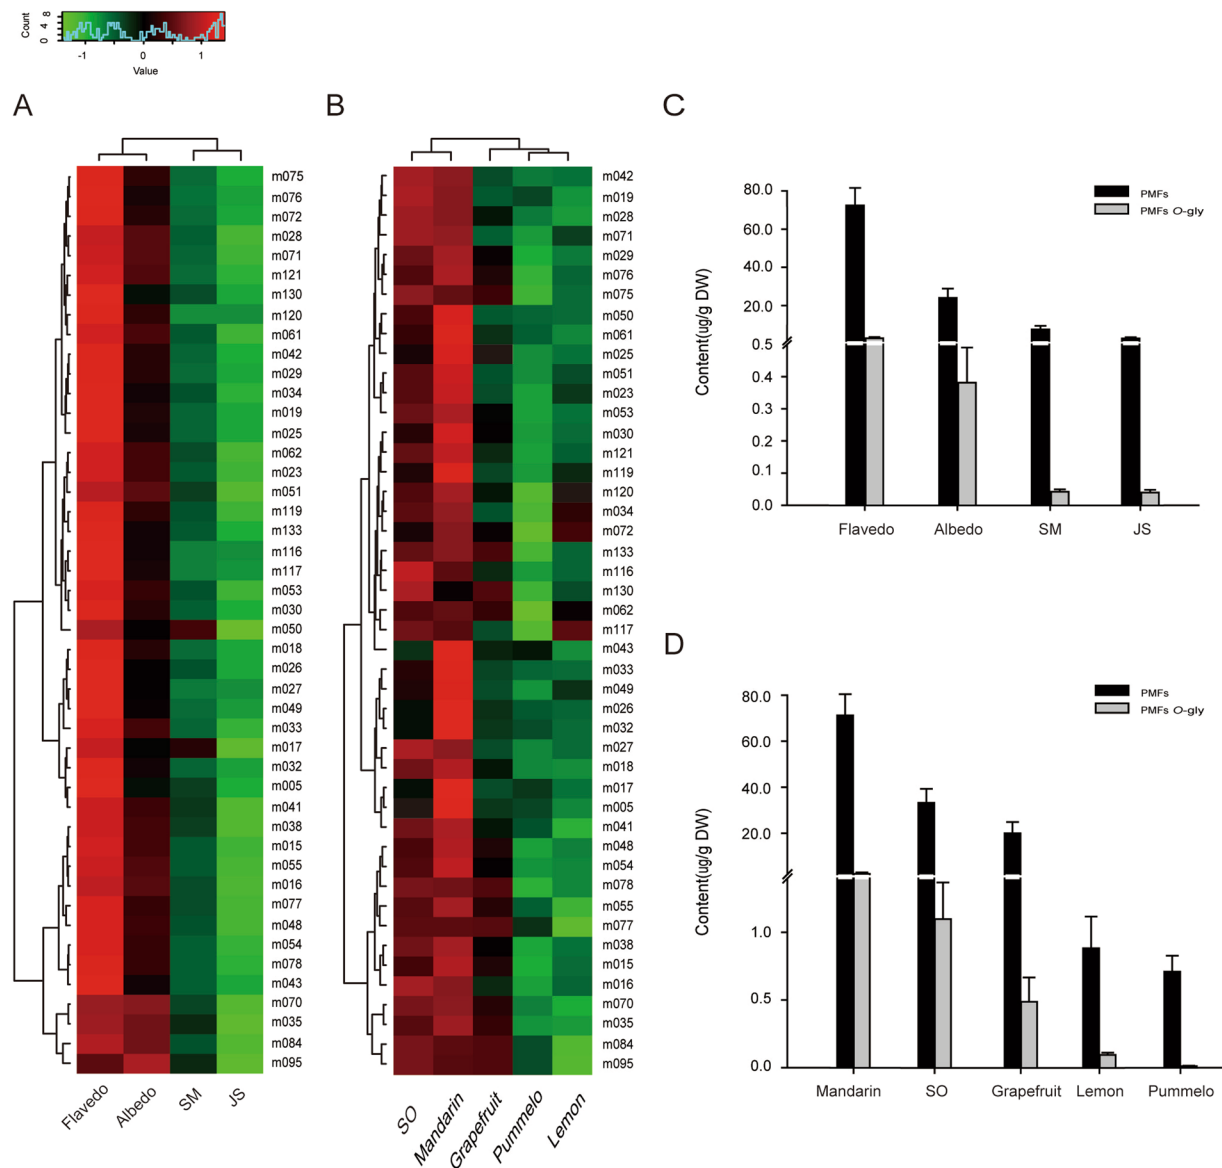 Count
0 4 8
-1 0 1
Value
A
m075
m076
m072
m028
m071
m121
m130
m120
m061
m042
m029
m034
m019
m025
m062
m023
m051
m119
m133
m116
m117
m053
m030
m050
m018
m026
m027
m049
m033
m017
m032
m005
m041
m038
m015
m055
m016
m077
m048
m054
m078
m043
m070
m035
m084
m095
Flavedo Albedo SM JS
B
m042
m019
m028
m071
m029
m076
m075
m050
m061
m025
m051
m023
m053
m030
m121
m119
m120
m034
m072
m133
m116
m130
m062
m117
m043
m033
m049
m026
m032
m027
m018
m017
m005
m041
m048
m054
m078
m055
m077
m038
m015
m016
m070
m035
m084
m095
SO Mandarin Grapefruit Pummelo Lemon
C
PMFs
PMFs O-gly
Content(ug/g DW)
80.0
60.0
40.0
20.0
0.5
0.4
0.3
0.2
0.1
0.0
Flavedo Albedo SM JS
D
PMFs
PMFs O-gly
Content(ug/g DW)
80.0
60.0
40.0
20.0
1.0
0.5
0.0
Mandarin SO Grapefruit Lemon Pummelo